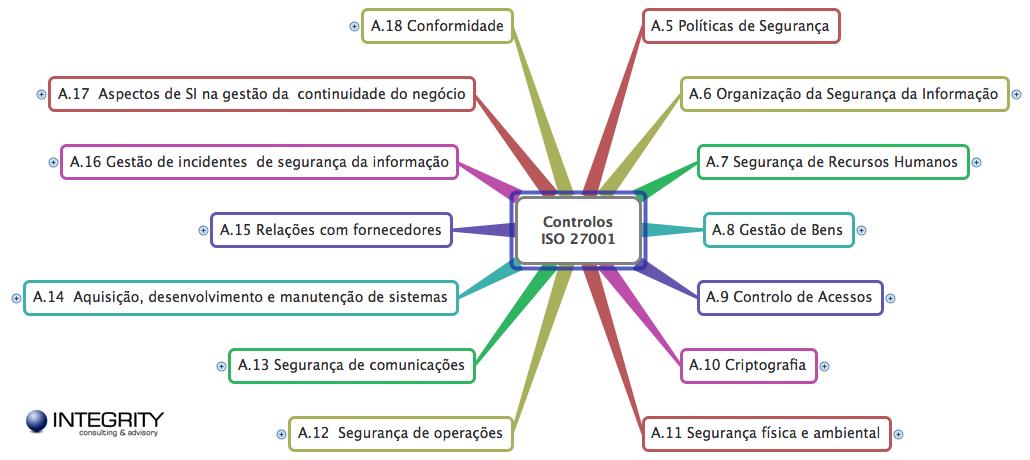 Controlos
ISO 27001
A.5 Políticas de Segurança
A.6 Organização da Segurança da Informação
A.7 Segurança de Recursos Humanos
A.8 Gestão de Bens
A.9 Controlo de Acessos
A.10 Criptografia
A.11 Segurança física e ambiental
A.12  Segurança de operações
A.13 Segurança de comunicações
A.14  Aquisição, desenvolvimento e manutenção de sistemas
A.15 Relações com fornecedores
A.16 Gestão de incidentes  de segurança da informação
A.17  Aspectos de SI na gestão da  continuidade do negócio
A.18 Conformidade
INTEGRITY
consulting & advisory